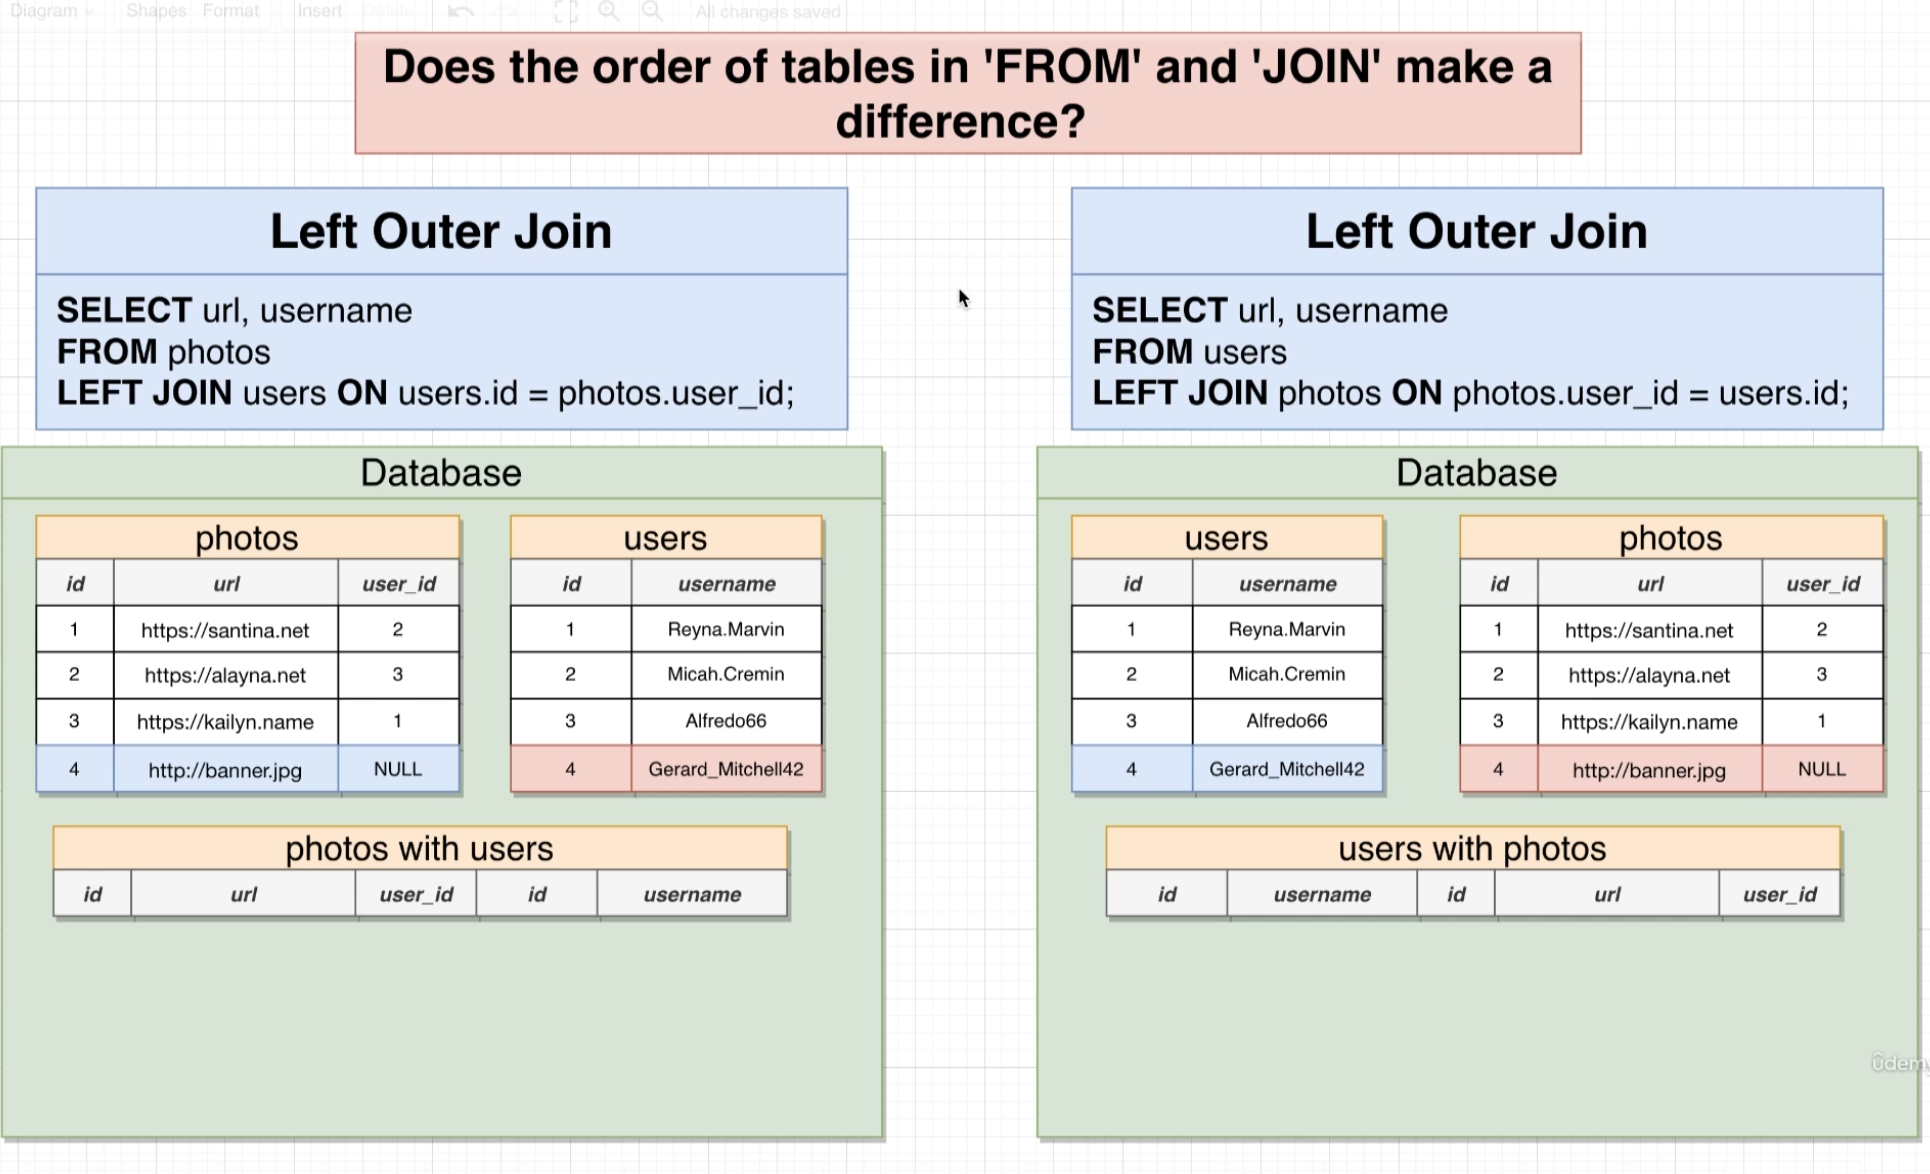 Diagram
Shapes
Format
Insert
Delete
All changes saved
Does the order of tables in 'FROM' and 'JOIN' make a
difference?
Left Outer Join
SELECT url, username
FROM photos
LEFT JOIN users ON users.id = photos.user_id;
Database
photos
id url user_id
1 https://santina.net 2
2 https://alayna.net 3
3 https://kailyn.name 1
4 http://banner.jpg NULL
users
id username
1 Reyna.Marvin
2 Micah.Cremin
3 Alfredo66
4 Gerard_Mitchell42
photos with users
id url user_id id username
Left Outer Join
SELECT url, username
FROM users
LEFT JOIN photos ON photos.user_id = users.id;
Database
users
id username
1 Reyna.Marvin
2 Micah.Cremin
3 Alfredo66
4 Gerard_Mitchell42
photos
id url user_id
1 https://santina.net 2
2 https://alayna.net 3
3 https://kailyn.name 1
4 http://banner.jpg NULL
users with photos
id username id url user_id